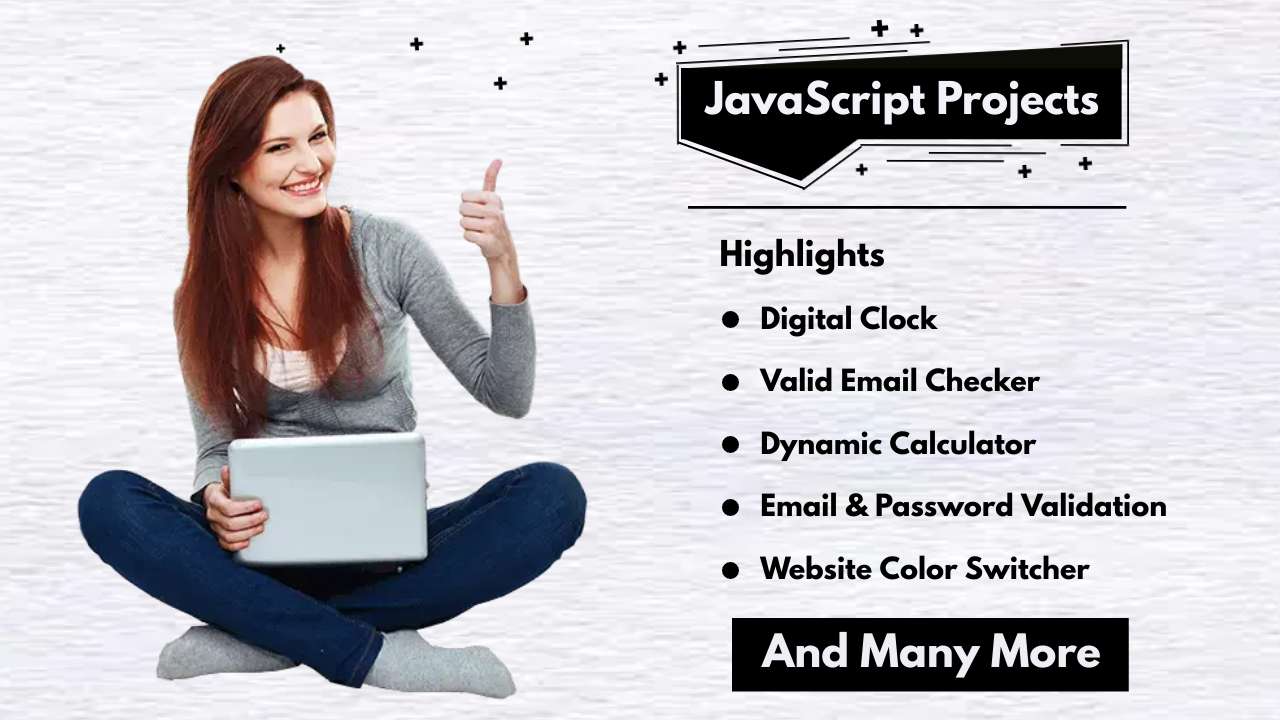 JavaScript Projects
Highlights
● Digital Clock
● Valid Email Checker
● Dynamic Calculator
● Email & Password Validation
● Website Color Switcher
And Many More